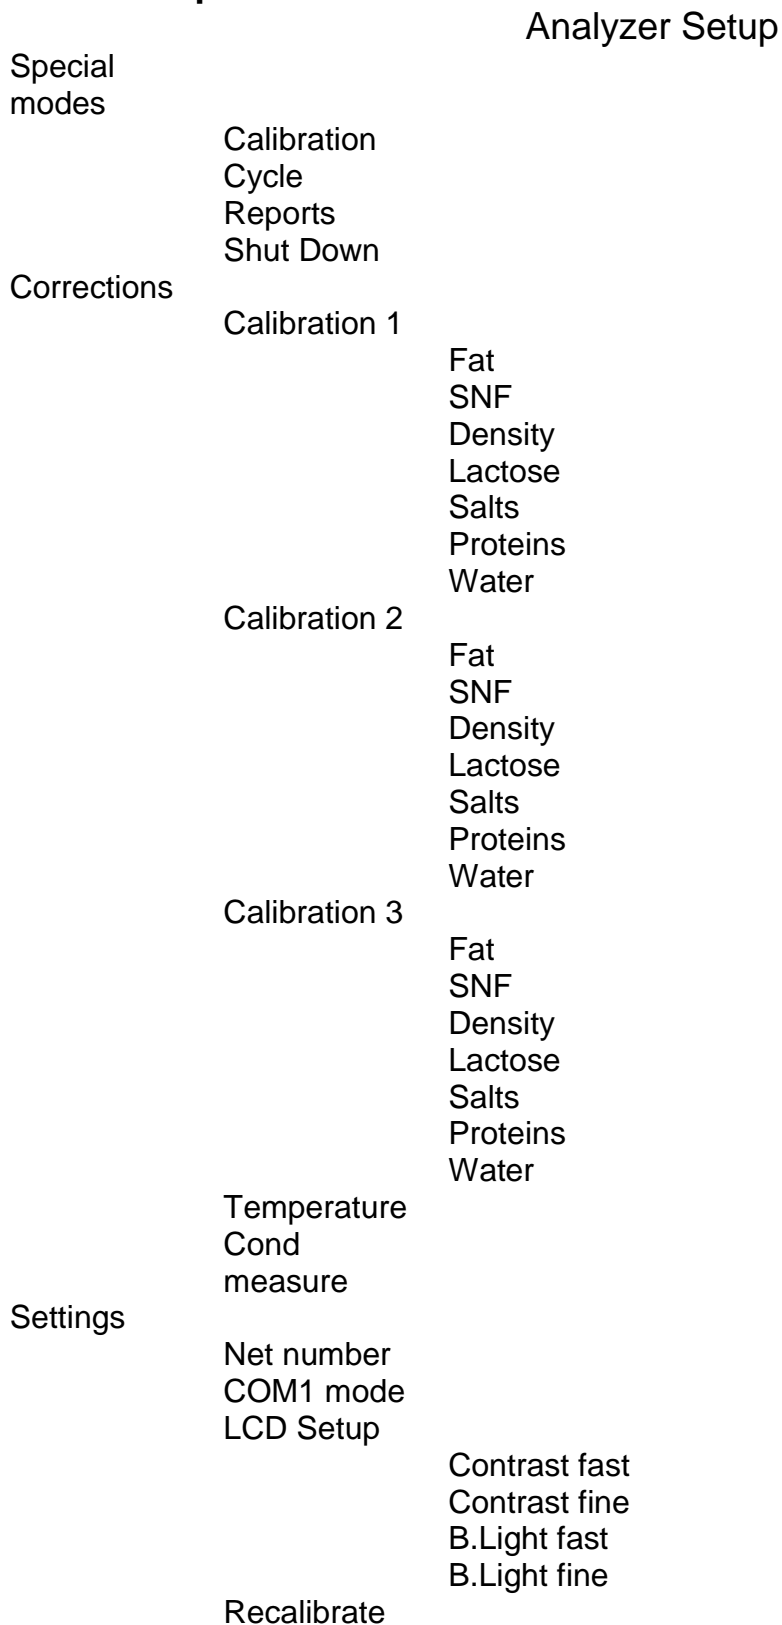 Analyzer Setup
Special
modes
Calibration
Cycle
Reports
Shut Down
Corrections
Calibration 1
Fat
SNF
Density
Lactose
Salts
Proteins
Water
Calibration 2
Fat
SNF
Density
Lactose
Salts
Proteins
Water
Calibration 3
Fat
SNF
Density
Lactose
Salts
Proteins
Water
Temperature
Cond
measure
Settings
Net number
COM1 mode
LCD Setup
Contrast fast
Contrast fine
B.Light fast
B.Light fine
Recalibrate